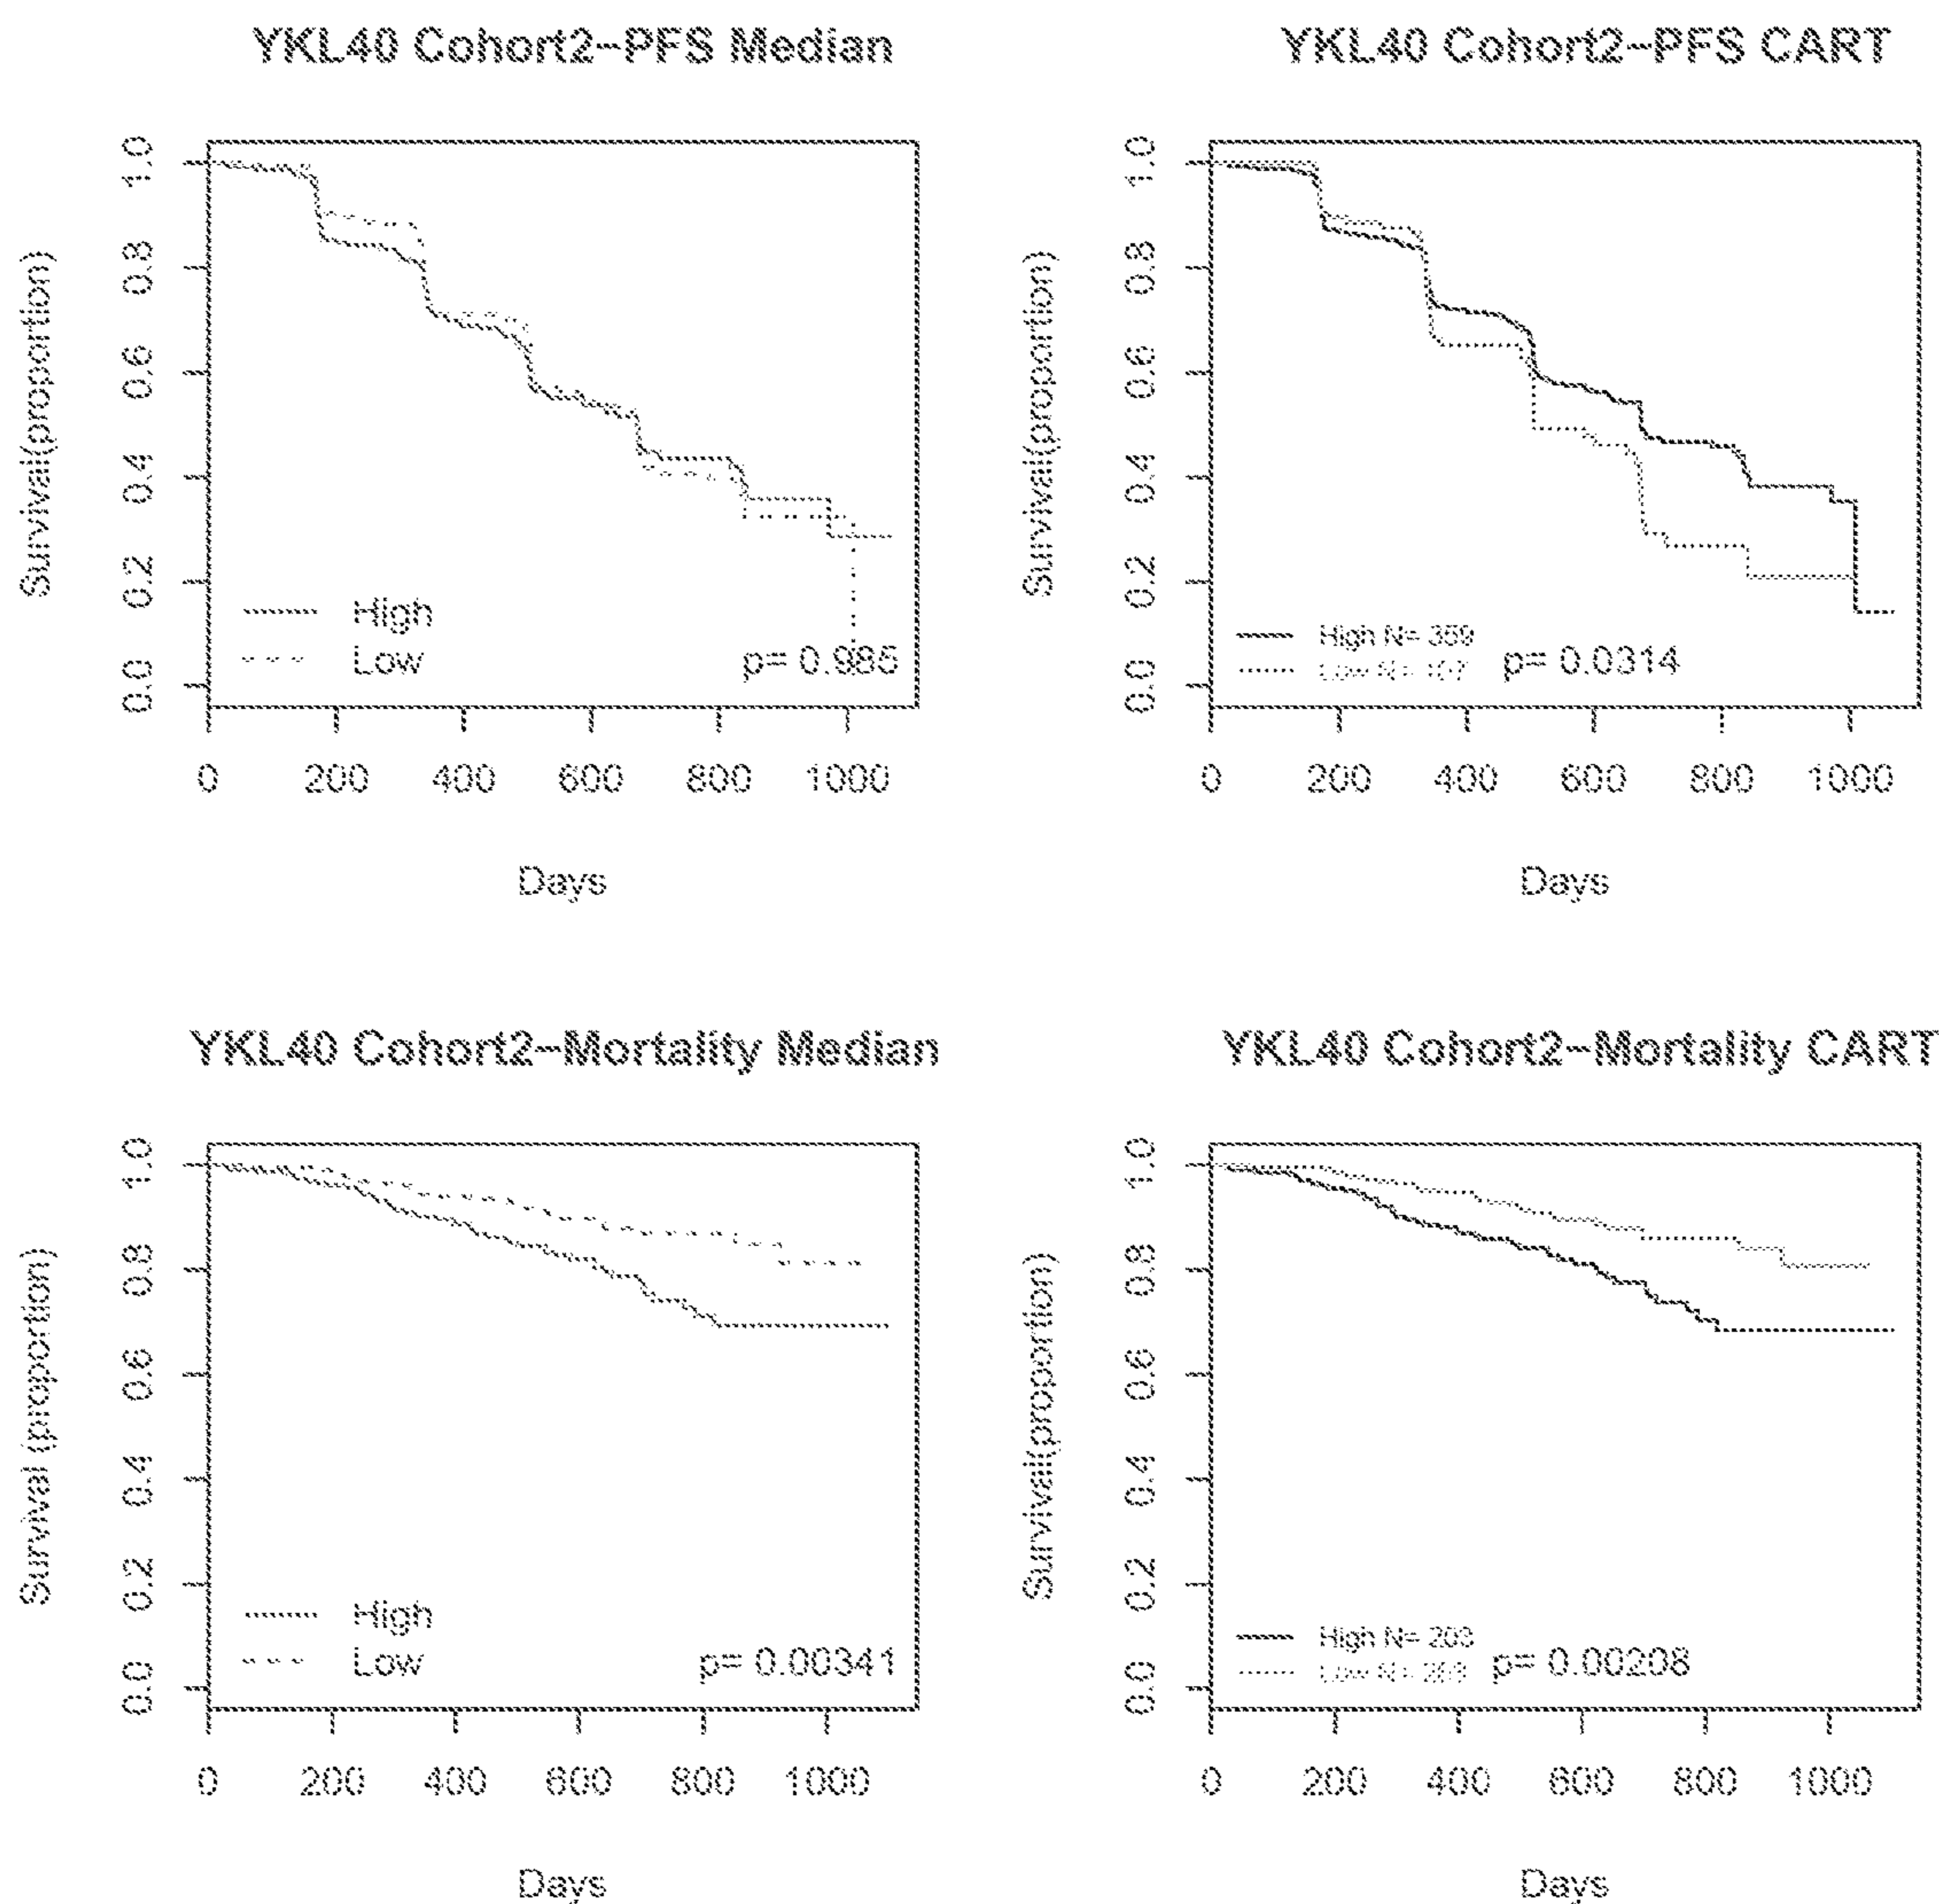 YKL40 Cohort2-PFS Median
Survival(proportion)
1.0
0.8
0.6
0.4
0.2
0.0
High
Low
p= 0.985
0 200 400 600 800 1000
Days
YKL40 Cohort2-PFS CART
Survival(proportion)
1.0
0.8
0.6
0.4
0.2
0.0
High N= 359
Low N=
p= 0.0314
0 200 400 600 800 1000
Days
YKL40 Cohort2-Mortality Median
Survival (proportion)
1.0
0.8
0.6
0.4
0.2
0.0
High
Low
p= 0.00341
0 200 400 600 800 1000
Days
YKL40 Cohort2-Mortality CART
Survival(proportion)
1.0
0.8
0.6
0.4
0.2
0.0
High N=
Low N=
p= 0.00208
0 200 400 600 800 1000
Days